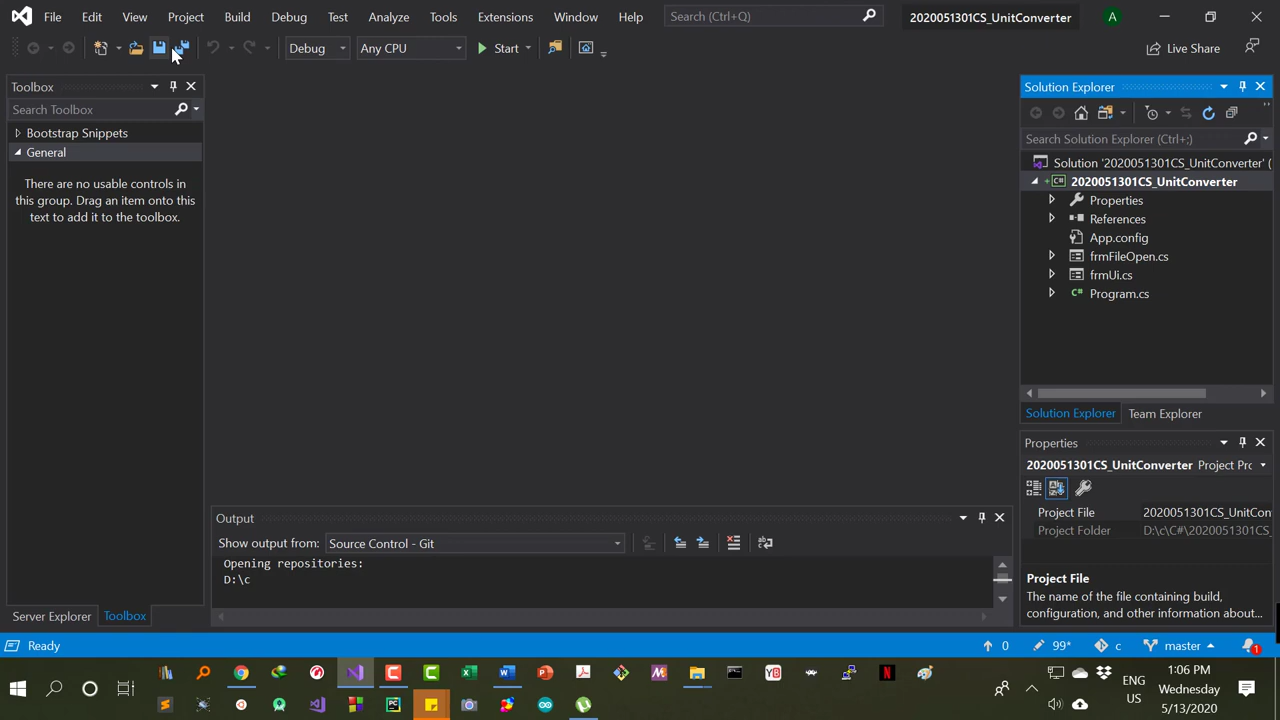 File Edit View Project Build Debug Test Analyze Tools Extensions Window Help Search (Ctrl+Q) 2020051301CS_UnitConverter A
Debug Any CPU Start Live Share
Toolbox
Search Toolbox
Bootstrap Snippets
General
There are no usable controls in
this group. Drag an item onto this
text to add it to the toolbox.
Server Explorer Toolbox
Output
Show output from: Source Control - Git
Opening repositories:
D:\c
Solution Explorer
Search Solution Explorer (Ctrl+;)
Solution '2020051301CS_UnitConverter' (
C# 2020051301CS_UnitConverter
Properties
References
App.config
frmFileOpen.cs
frmUi.cs
C# Program.cs
Solution Explorer Team Explorer
Properties
2020051301CS_UnitConverter Project Prc
Project File 2020051301CS_UnitCon
Project Folder D:\c\C#\2020051301CS_
Project File
The name of the file containing build,
configuration, and other information about...
Ready 0 99* c master 1
ENG
US
1:06 PM
Wednesday
5/13/2020